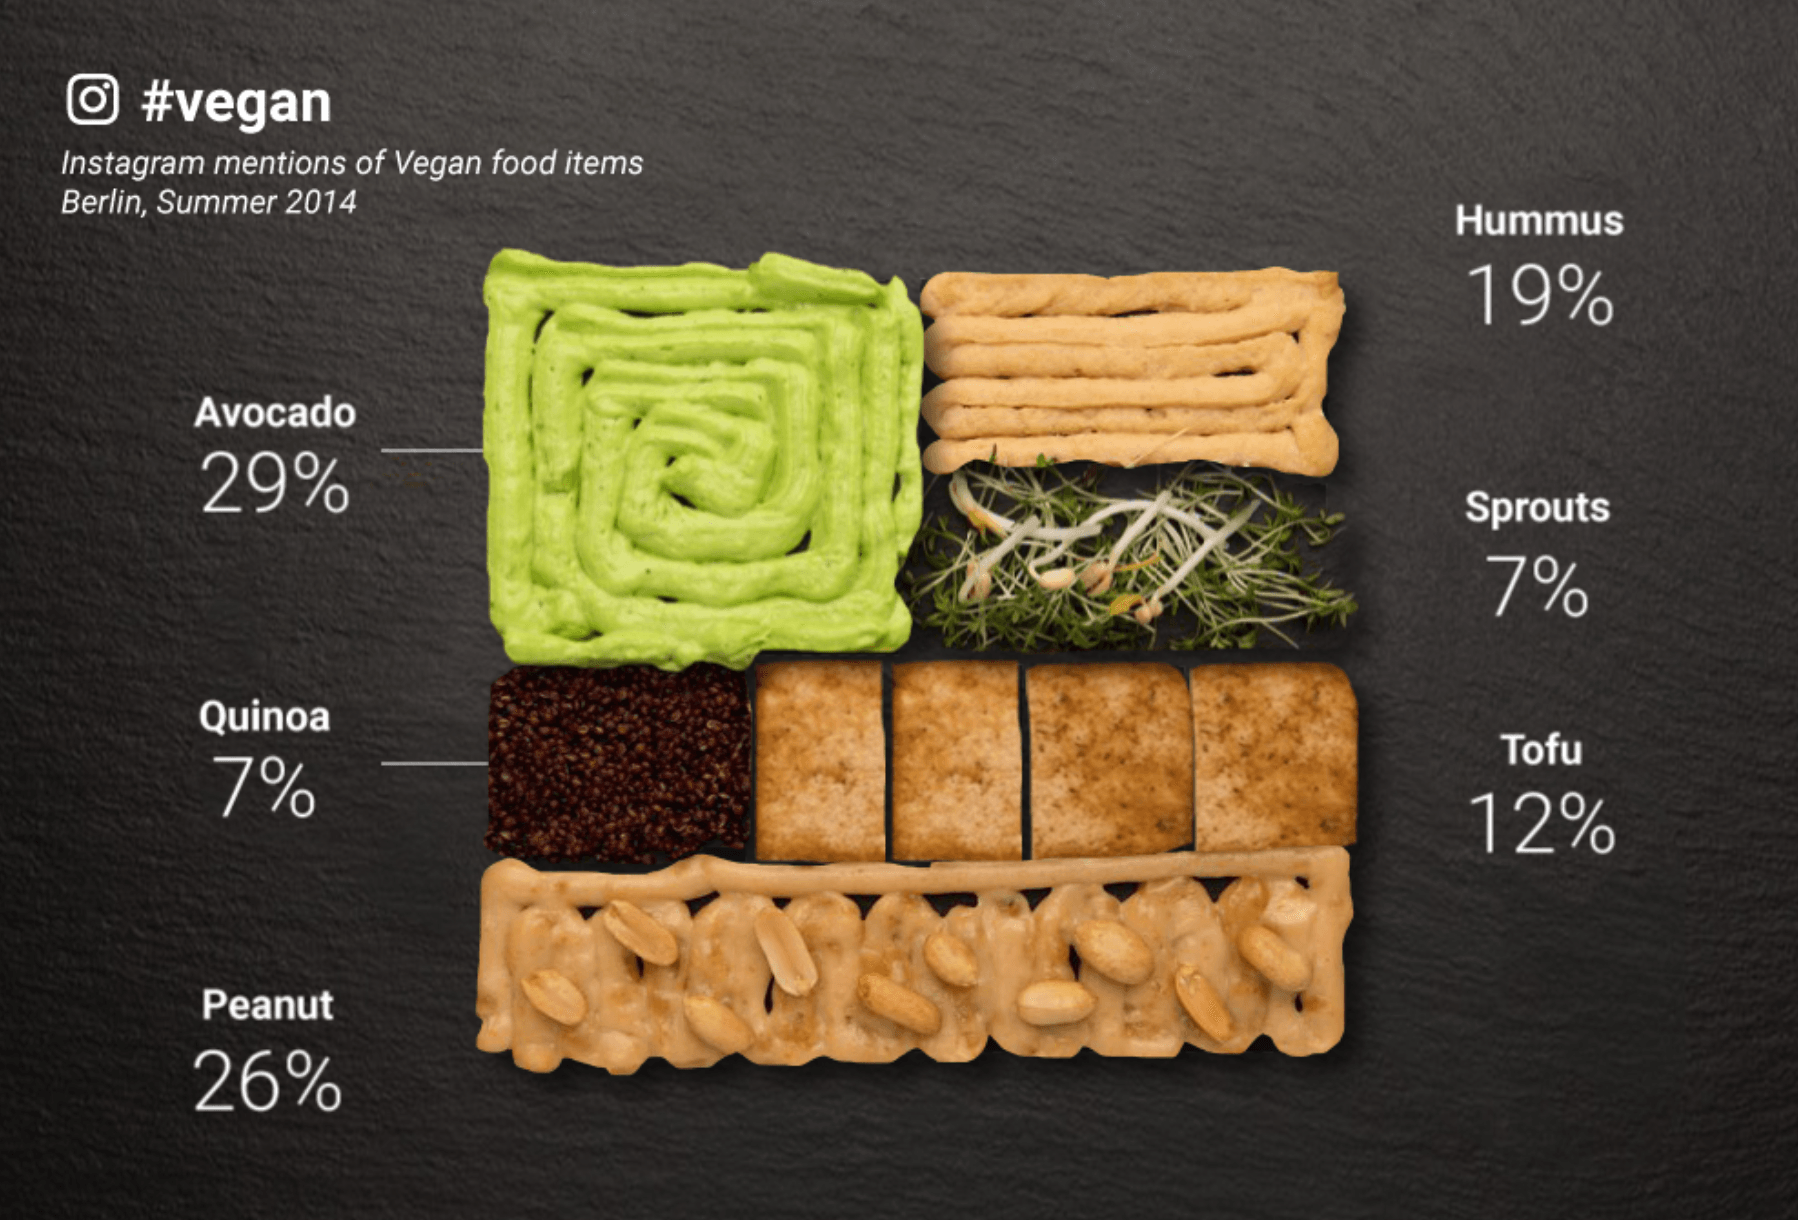 #vegan
Instagram mentions of Vegan food items
Berlin, Summer 2014
Hummus
19%
Avocado
29%
Sprouts
7%
Quinoa
7%
Tofu
12%
Peanut
26%